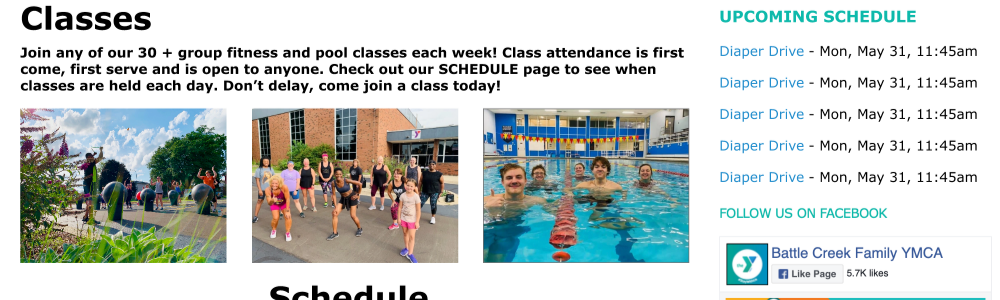 Classes
Join any of our 30 + group fitness and pool classes each week! Class attendance is first
come, first serve and is open to anyone. Check out our SCHEDULE page to see when
classes are held each day. Don’t delay, come join a class today!
Schedule
UPCOMING SCHEDULE
Diaper Drive - Mon, May 31, 11:45am
Diaper Drive - Mon, May 31, 11:45am
Diaper Drive - Mon, May 31, 11:45am
Diaper Drive - Mon, May 31, 11:45am
Diaper Drive - Mon, May 31, 11:45am
FOLLOW US ON FACEBOOK
Battle Creek Family YMCA
Like Page 5.7K likes